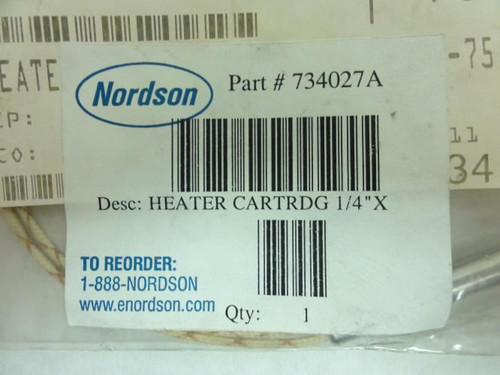 Nordson
Part # 734027A
Desc: HEATER CARTRDG 1/4"X
TO REORDER:
1-888-NORDSON
www.enordson.com
Qty: 1
EATE
EP:
CO:
-75
11
34